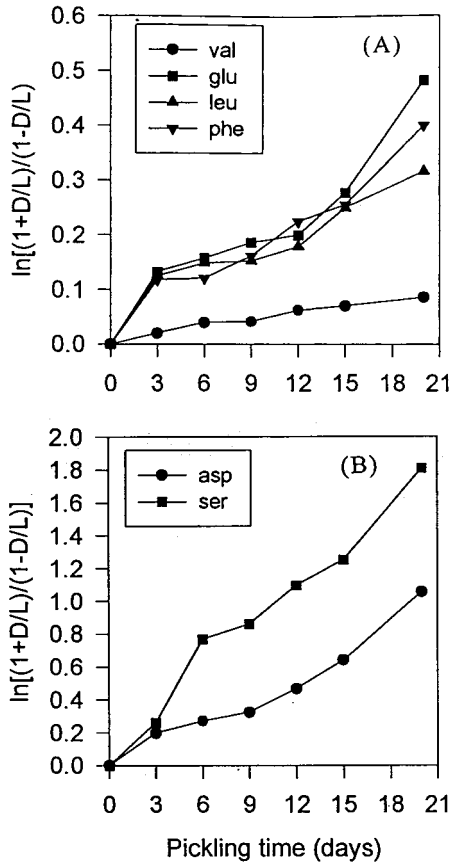 (A)
val
glu
leu
phe
ln[(1+D/L)/(1-D/L)
0.6
0.5
0.4
0.3
0.2
0.1
0.0
0 3 6 9 12 15 18 21
(B)
asp
ser
ln[(1+D/L)/(1-D/L)]
2.0
1.8
1.6
1.4
1.2
1.0
0.8
0.6
0.4
0.2
0.0
0 3 6 9 12 15 18 21
Pickling time (days)